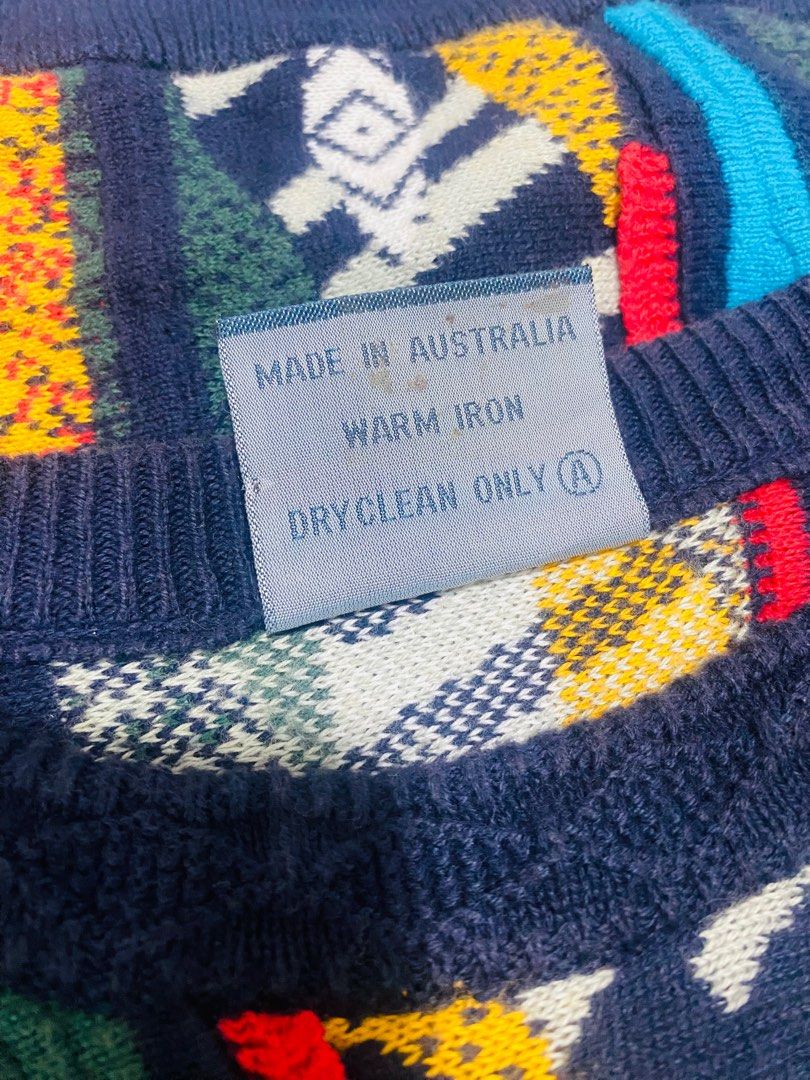 MADE IN AUSTRALIA
WARM IRON
DRYCLEAN ONLY Ⓐ